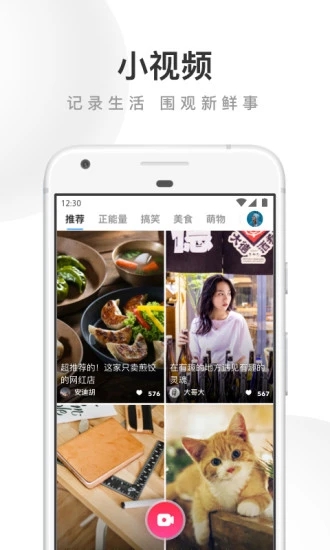 小视频
记录生活 围观新鲜事
12:30
推荐 正能量 搞笑 美食 萌物
超推荐的！这家只卖煎饺
的网红店
安迪胡 576
在有趣的地方遇见有趣的
灵魂
大哥大 567